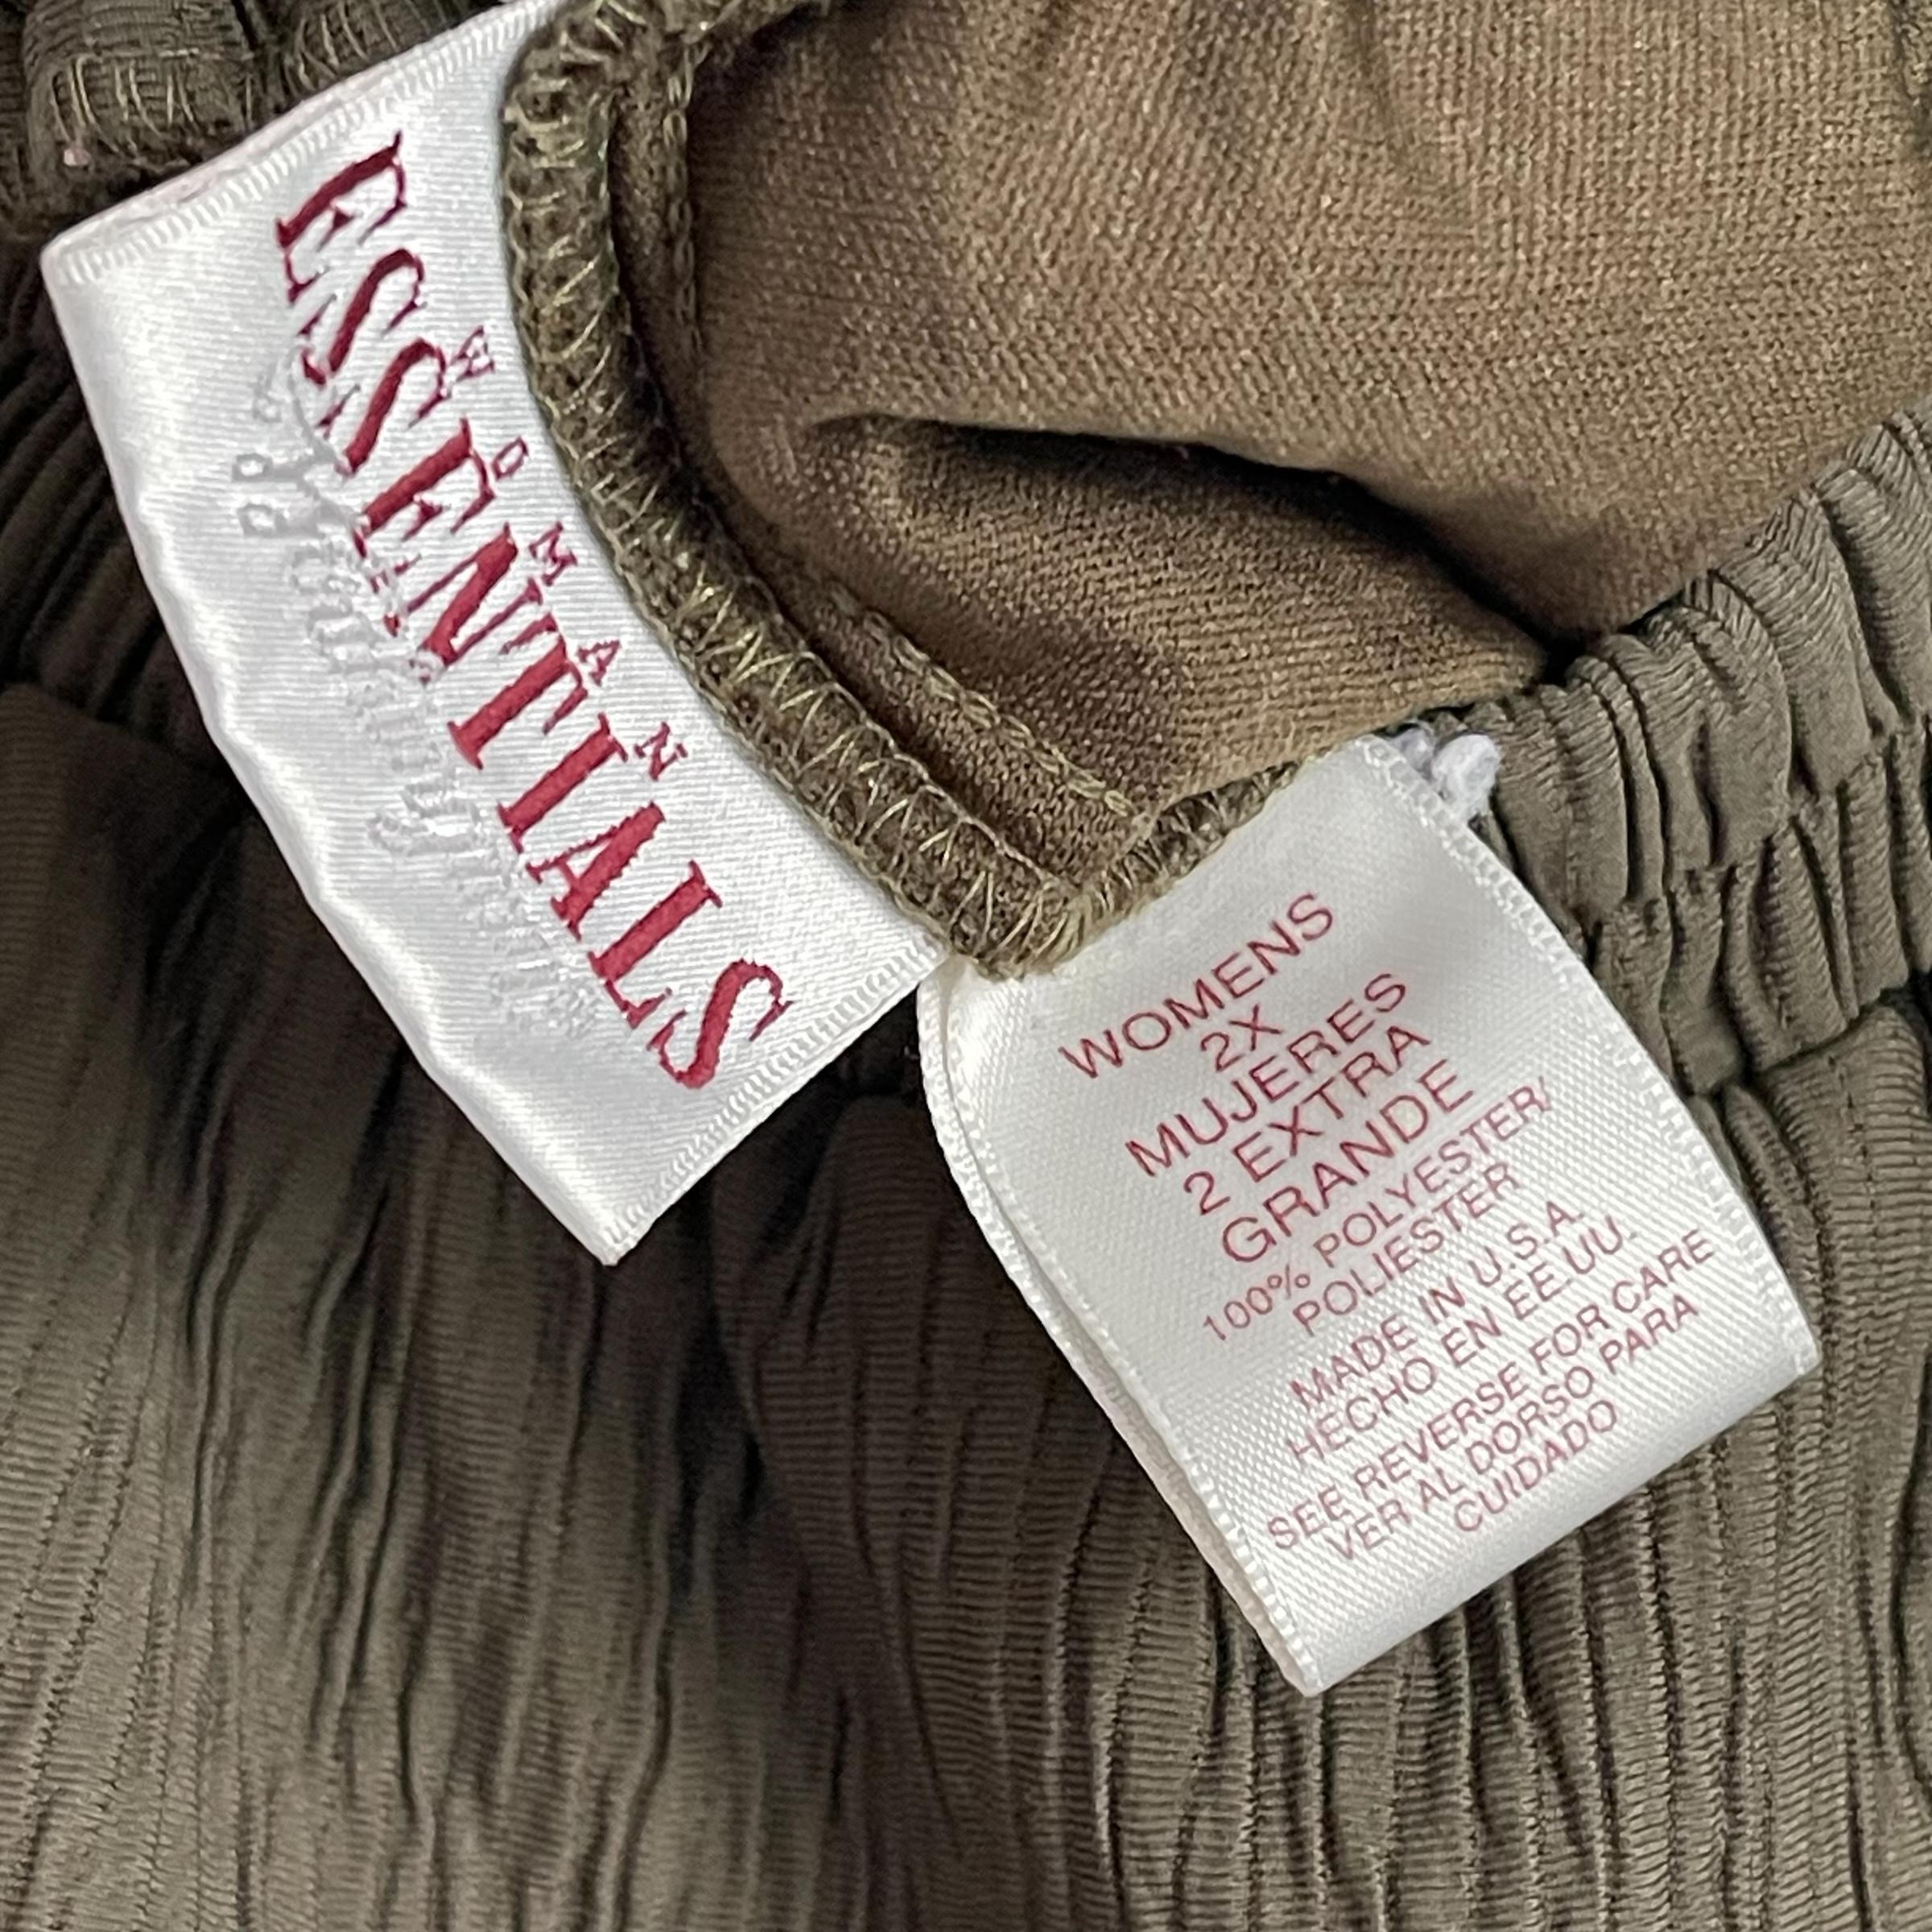 ESSENTIALS
WOMAN
WOMENS
2X
MUJERES
2 EXTRA
GRANDE
100% POLYESTER/
POLIESTER
MADE IN U.S.A.
HECHO EN EE.UU.
SEE REVERSE FOR CARE
VER AL DORSO PARA
CUIDADO